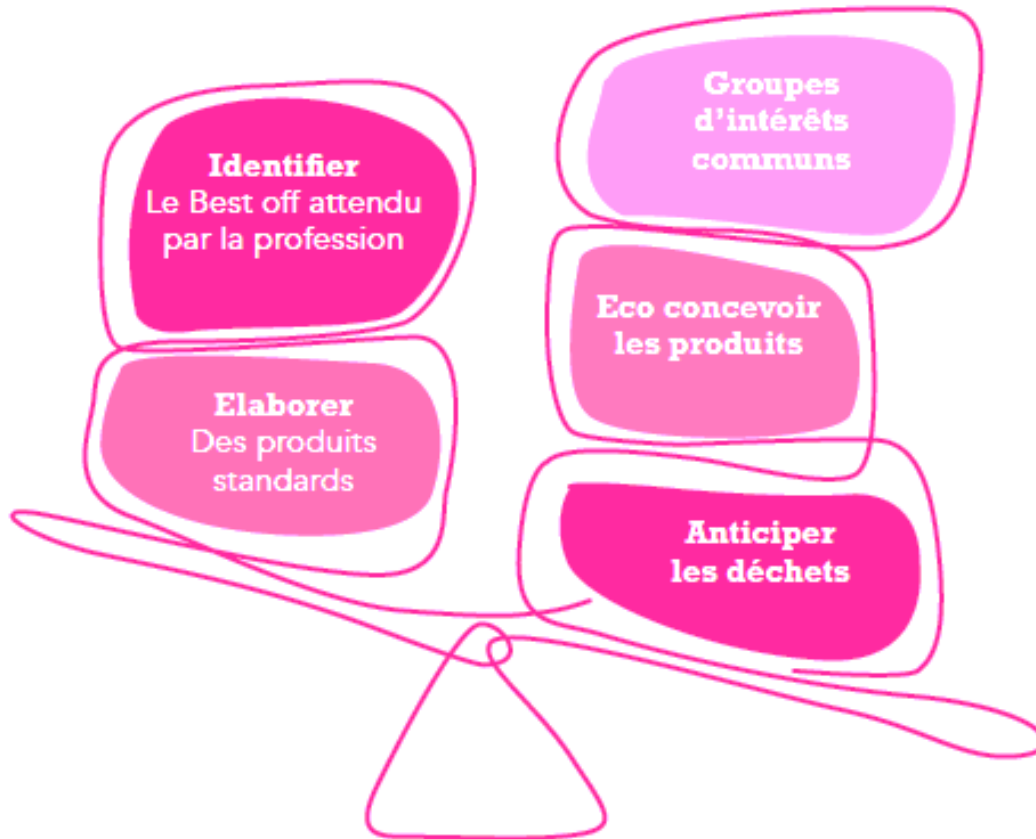 Identifier
Le Best off attendu
par la profession
Elaborer
Des produits
standards
Groupes
d'intérêts
communs
Eco concevoir
les produits
Anticiper
les déchets